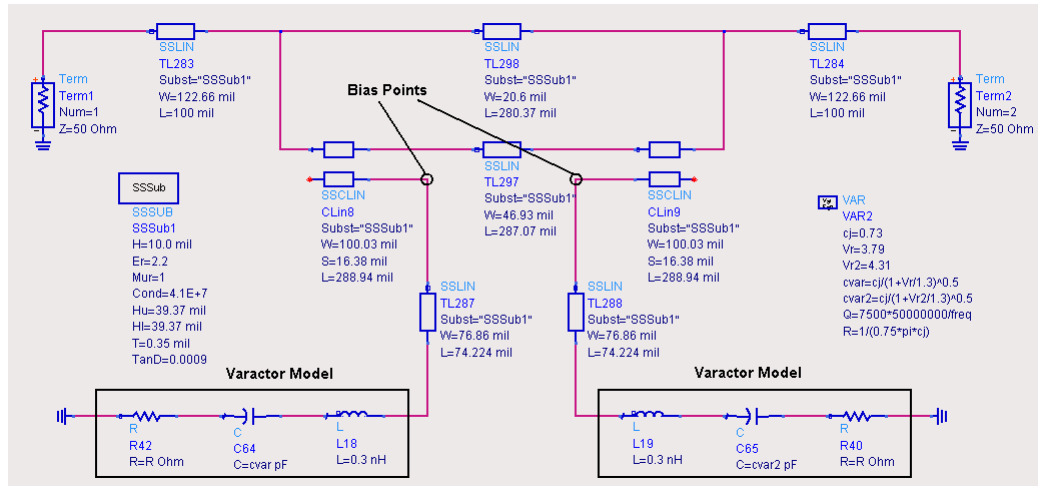 SSLIN
TL283
Subst="SSSub1"
W=122.66 mil
L=100 mil
SSLIN
TL298
Subst="SSSub1"
W=20.6 mil
L=280.37 mil
SSLIN
TL284
Subst="SSSub1"
W=122.66 mil
L=100 mil
Term
Term1
Num=1
Z=50 Ohm
Term
Term2
Num=2
Z=50 Ohm
Bias Points
SSLIN
TL297
Subst="SSSub1"
W=46.93 mil
L=287.07 mil
SSCLIN
CLin8
Subst="SSSub1"
W=100.03 mil
S=16.38 mil
L=288.94 mil
SSCLIN
CLin9
Subst="SSSub1"
W=100.03 mil
S=16.38 mil
L=288.94 mil
SSSub
SSSUB
SSSub1
H=10.0 mil
Er=2.2
Mur=1
Cond=4.1E+7
Hu=39.37 mil
Hl=39.37 mil
T=0.35 mil
TanD=0.0009
VAR
VAR2
cj=0.73
Vr=3.79
Vr2=4.31
cvar=cj/(1+Vr/1.3)^0.5
cvar2=cj/(1+Vr2/1.3)^0.5
Q=7500*50000000/freq
R=1/(0.75*pi*cj)
SSLIN
TL287
Subst="SSSub1"
W=76.86 mil
L=74.224 mil
SSLIN
TL288
Subst="SSSub1"
W=76.86 mil
L=74.224 mil
Varactor Model
R
R42
R=R Ohm
C
C64
C=cvar pF
L
L18
L=0.3 nH
Varactor Model
L
L19
L=0.3 nH
C
C65
C=cvar2 pF
R
R40
R=R Ohm